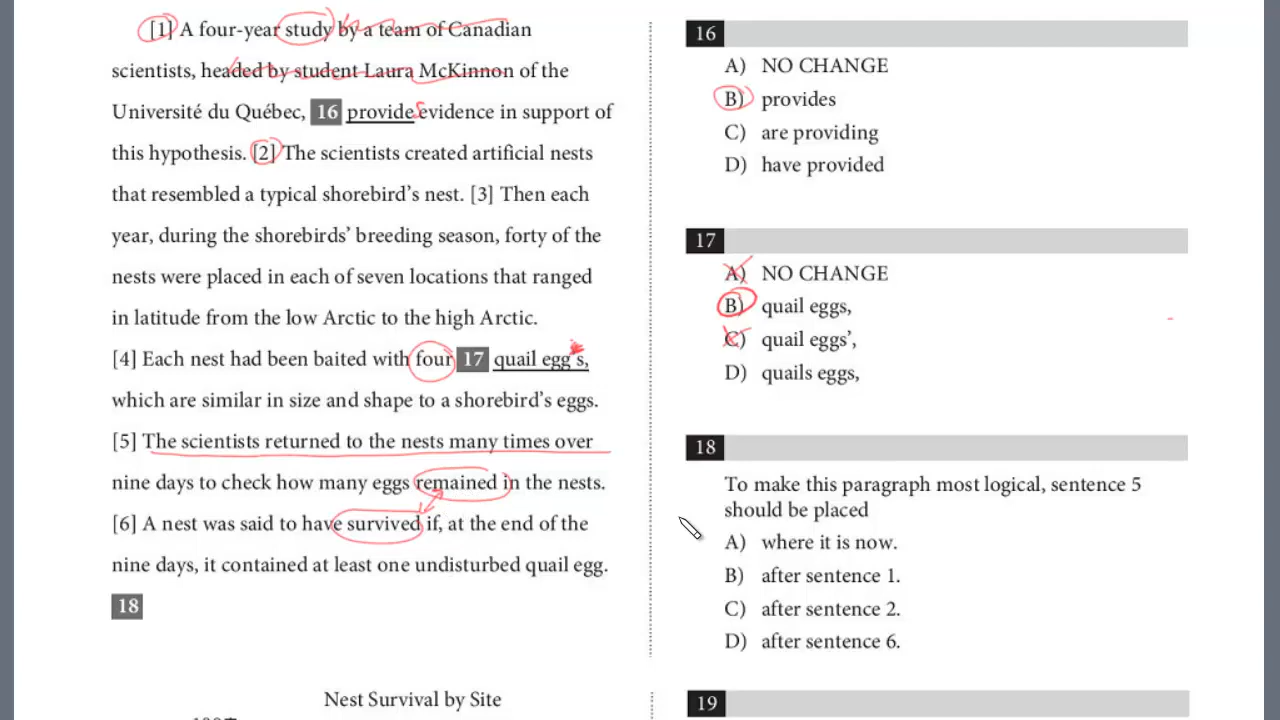 [1] A four-year study by a team of Canadian
scientists, headed by student Laura McKinnon of the
Université du Québec, 16 provides evidence in support of
this hypothesis. [2] The scientists created artificial nests
that resembled a typical shorebird’s nest. [3] Then each
year, during the shorebirds’ breeding season, forty of the
nests were placed in each of seven locations that ranged
in latitude from the low Arctic to the high Arctic.
[4] Each nest had been baited with four 17 quail egg’s,
which are similar in size and shape to a shorebird’s eggs.
[5] The scientists returned to the nests many times over
nine days to check how many eggs remained in the nests.
[6] A nest was said to have survived if, at the end of the
nine days, it contained at least one undisturbed quail egg.
18
Nest Survival by Site
16
A) NO CHANGE
B) provides
C) are providing
D) have provided
17
A) NO CHANGE
B) quail eggs,
C) quail eggs’,
D) quails eggs,
18
To make this paragraph most logical, sentence 5
should be placed
A) where it is now.
B) after sentence 1.
C) after sentence 2.
D) after sentence 6.
19